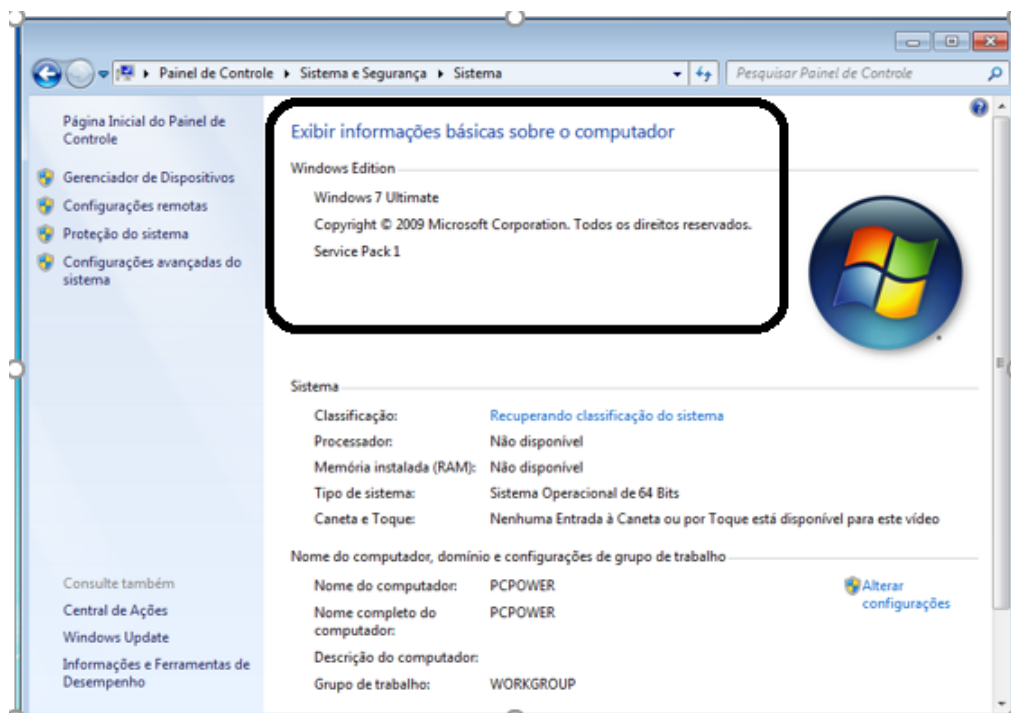 Painel de Controle ▸ Sistema e Segurança ▸ Sistema
Pesquisar Painel de Controle
Página Inicial do Painel de
Controle
Gerenciador de Dispositivos
Configurações remotas
Proteção do sistema
Configurações avançadas do
sistema
Exibir informações básicas sobre o computador
Windows Edition
Windows 7 Ultimate
Copyright © 2009 Microsoft Corporation. Todos os direitos reservados.
Service Pack 1
Sistema
Classificação: Recuperando classificação do sistema
Processador: Não disponível
Memória instalada (RAM): Não disponível
Tipo de sistema: Sistema Operacional de 64 Bits
Caneta e Toque: Nenhuma Entrada à Caneta ou por Toque está disponível para este vídeo
Nome do computador, domínio e configurações de grupo de trabalho
Nome do computador: PCPOWER
Alterar
configurações
Nome completo do
computador: PCPOWER
Descrição do computador:
Grupo de trabalho: WORKGROUP
Consulte também
Central de Ações
Windows Update
Informações e Ferramentas de
Desempenho